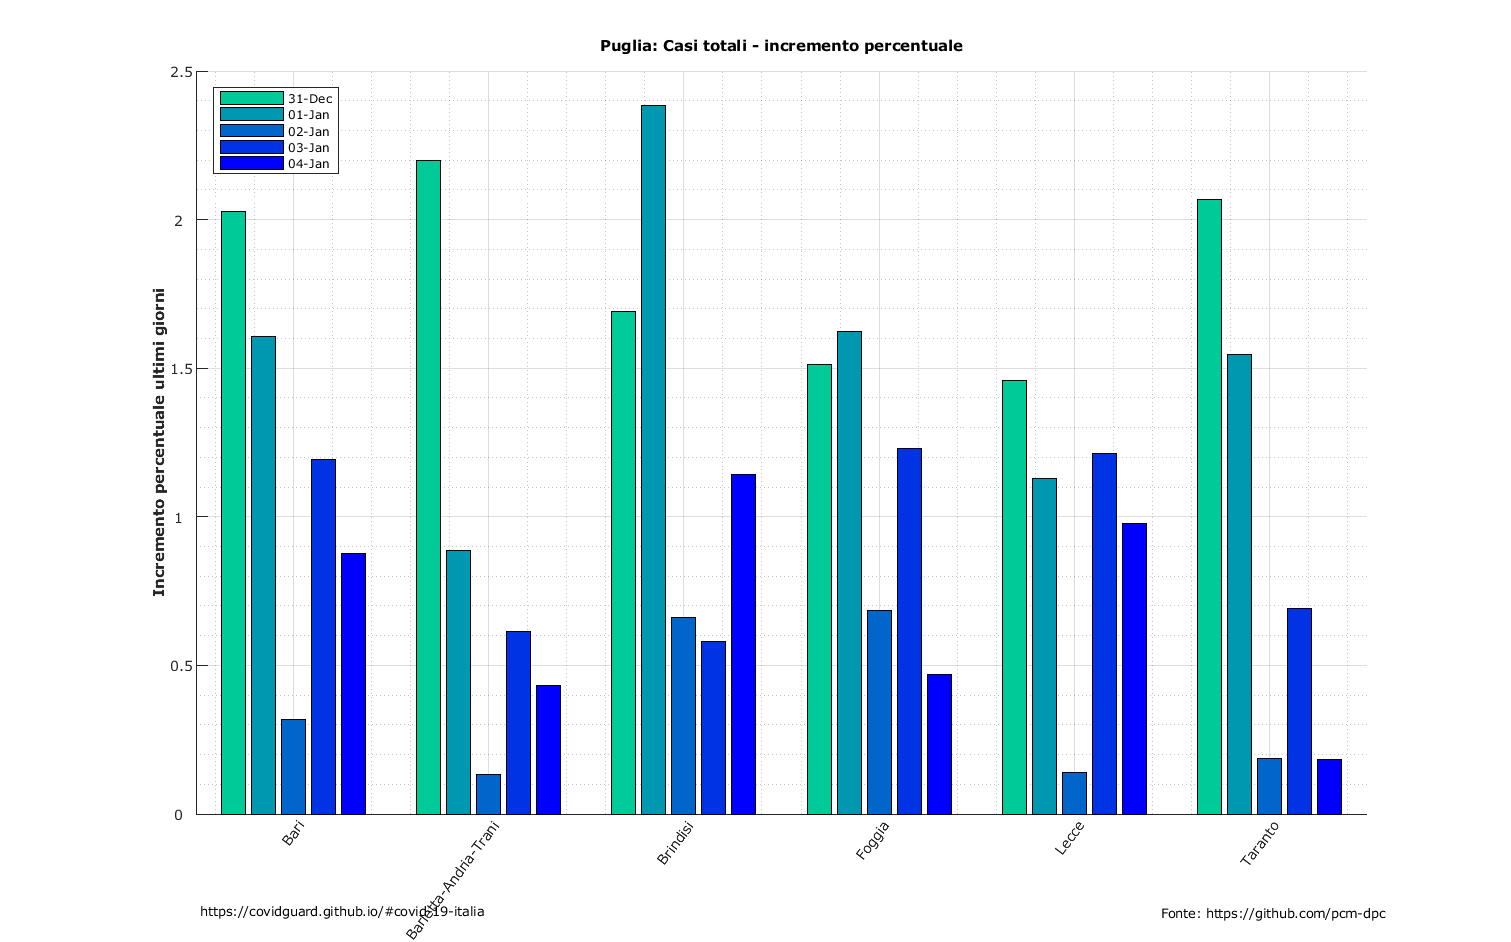 Puglia: Casi totali - incremento percentuale
2.5
2
1.5
1
0.5
0
Incremento percentuale ultimi giorni
31-Dec
01-Jan
02-Jan
03-Jan
04-Jan
Bari
Barletta-Andria-Trani
Brindisi
Foggia
Lecce
Taranto
https://covidguard.github.io/#covid-19-italia
Fonte: https://github.com/pcm-dpc